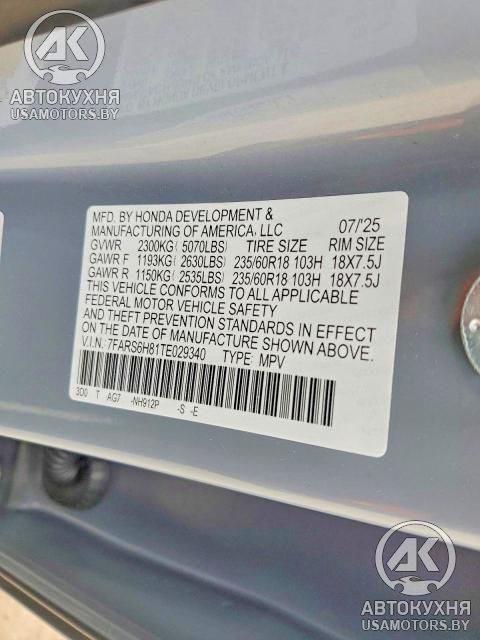 AK
АВТОКУХНЯ
USAMOTORS.BY
MFD. BY HONDA DEVELOPMENT &
MANUFACTURING OF AMERICA, LLC 07/'25
GVWR 2300KG( 5070LBS) TIRE SIZE RIM SIZE
GAWR F 1193KG( 2630LBS) 235/60R18 103H 18X7.5J
GAWR R 1150KG( 2535LBS) 235/60R18 103H 18X7.5J
THIS VEHICLE CONFORMS TO ALL APPLICABLE
FEDERAL MOTOR VEHICLE SAFETY
AND THEFT PREVENTION STANDARDS IN EFFECT
ON THE DATE OF MANUFACTURE SHOWN ABOVE.
V.I.N.: 7FARS6H81TE029340 TYPE: MPV
3D0 T AG7 -NH912P -S -E
AK
АВТОКУХНЯ
USAMOTORS.BY